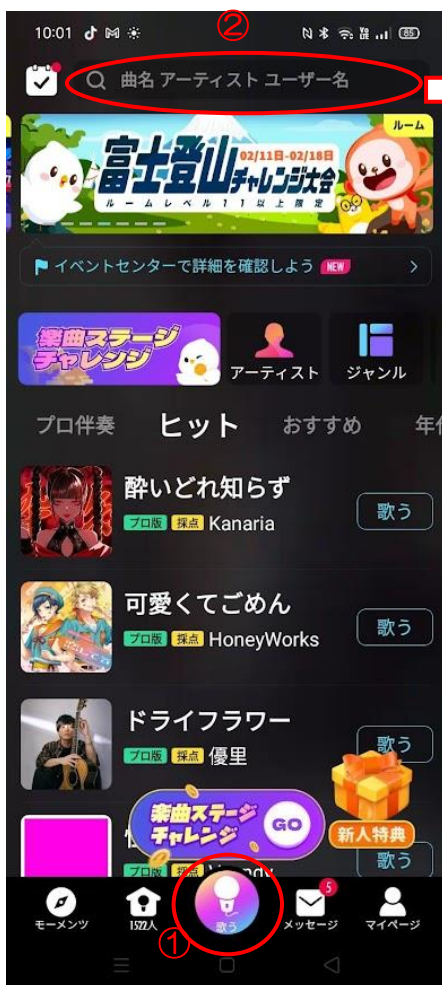 ②
10:01
85
曲名 アーティスト ユーザー名
ルーム
02/11日-02/18日
富士登山チャレンジ大会
ルームレベル11以上限定
イベントセンターで詳細を確認しよう NEW
楽曲ステージ
チャレンジ
アーティスト
ジャンル
プロ伴奏 ヒット おすすめ 年
酔いどれ知らず
プロ版 採点 Kanaria
歌う
可愛くてごめん
プロ版 採点 HoneyWorks
歌う
ドライフラワー
プロ版 採点 優里
歌う
楽曲ステージ
チャレンジ
GO
新人特典
プロ版
歌う
モーメンツ
1522人
歌う
5
メッセージ
マイページ
①